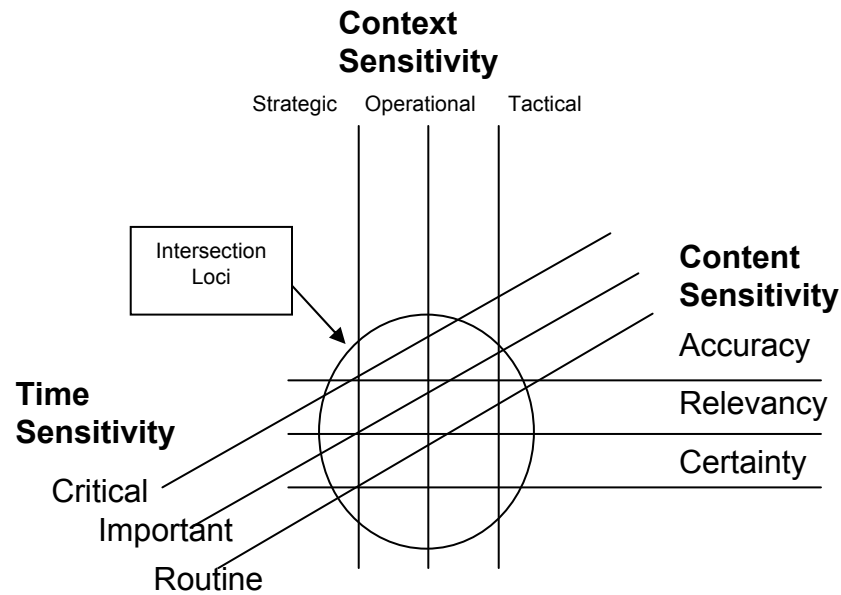 Context
Sensitivity
Strategic Operational Tactical
Intersection
Loci
Content
Sensitivity
Accuracy
Relevancy
Certainty
Time
Sensitivity
Critical
Important
Routine